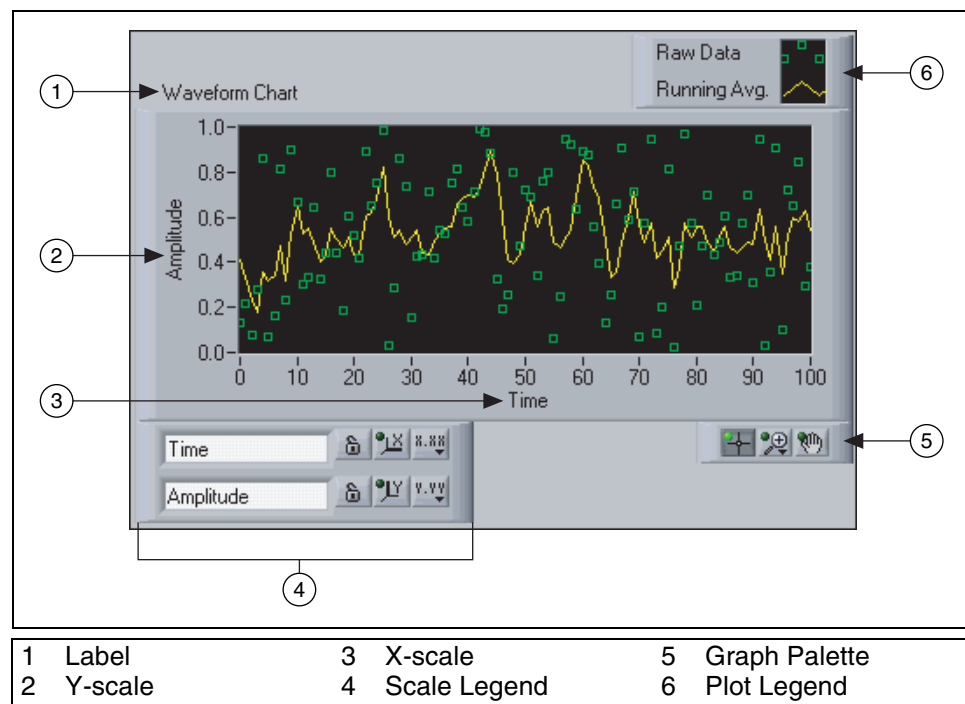 Raw Data
Running Avg.
6
1
Waveform Chart
1.0
0.8
0.6
0.4
0.2
0.0
2
Amplitude
0 10 20 30 40 50 60 70 80 90 100
3
Time
Time X X.XX
5
Amplitude Y Y.YY
4
1 Label 3 X-scale 5 Graph Palette
2 Y-scale 4 Scale Legend 6 Plot Legend